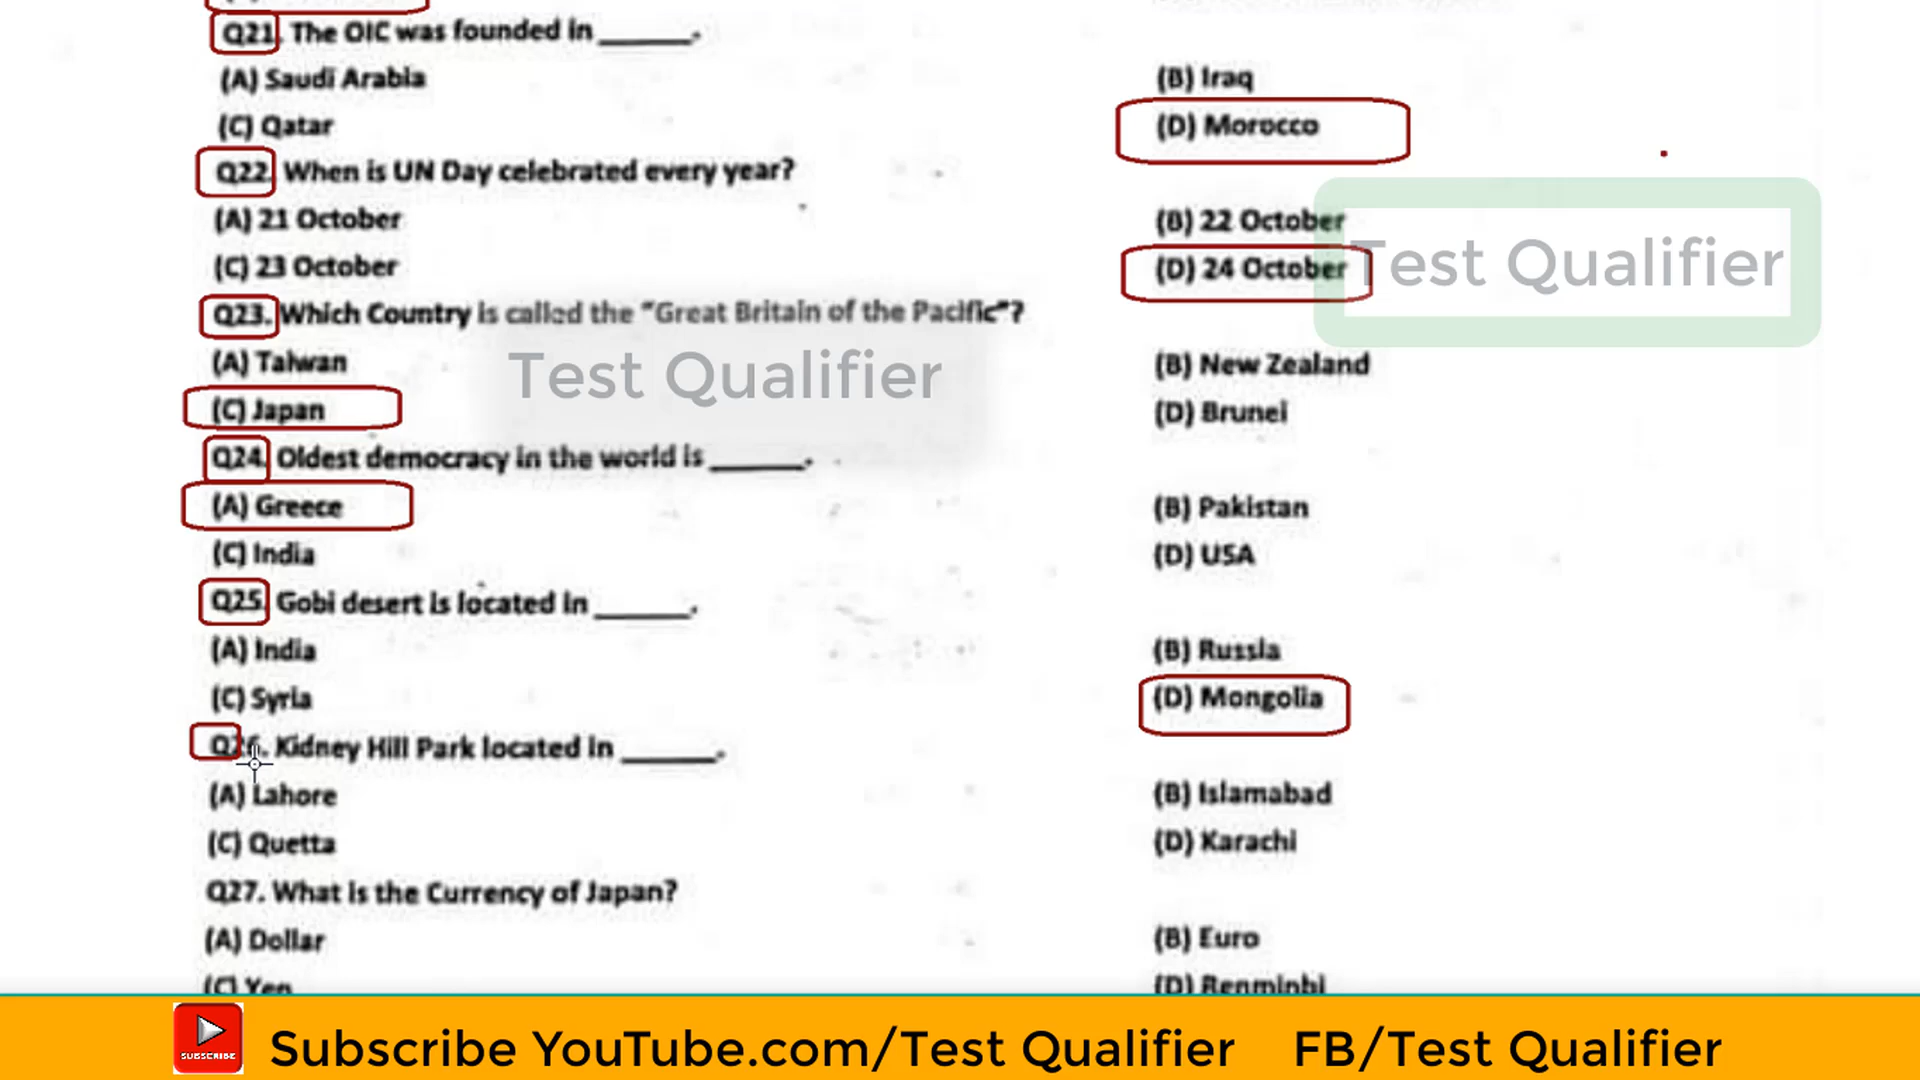 Q21. The OIC was founded in ______.
(A) Saudi Arabia (B) Iraq
(C) Qatar (D) Morocco
Q22. When is UN Day celebrated every year?
(A) 21 October (B) 22 October
(C) 23 October (D) 24 October
Test Qualifier
Q23. Which Country is called the "Great Britain of the Pacific"?
(A) Taiwan (B) New Zealand
Test Qualifier
(C) Japan (D) Brunei
Q24. Oldest democracy in the world is ______.
(A) Greece (B) Pakistan
(C) India (D) USA
Q25. Gobi desert is located in ______.
(A) India (B) Russia
(C) Syria (D) Mongolia
Q26. Kidney Hill Park located in ______.
(A) Lahore (B) Islamabad
(C) Quetta (D) Karachi
Q27. What is the Currency of Japan?
(A) Dollar (B) Euro
(C) Yen (D) Renminbi
SUBSCRIBE
Subscribe YouTube.com/Test Qualifier FB/Test Qualifier